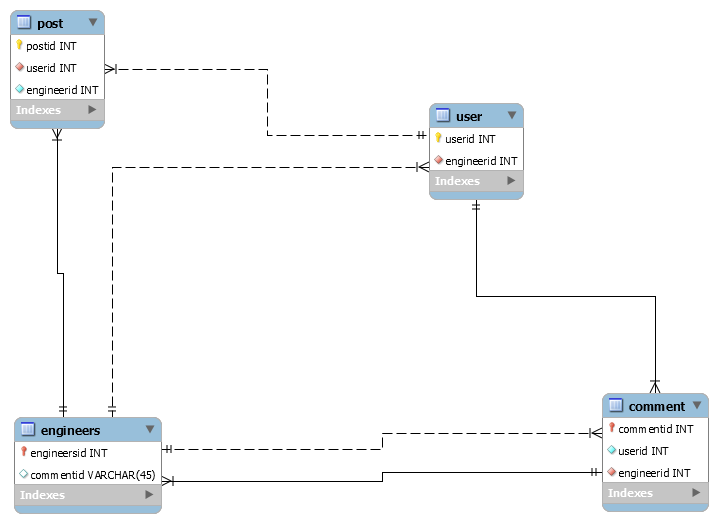 post
postid INT
userid INT
engineerid INT
Indexes
user
userid INT
engineerid INT
Indexes
engineers
engineersid INT
commentid VARCHAR(45)
Indexes
comment
commentid INT
userid INT
engineerid INT
Indexes